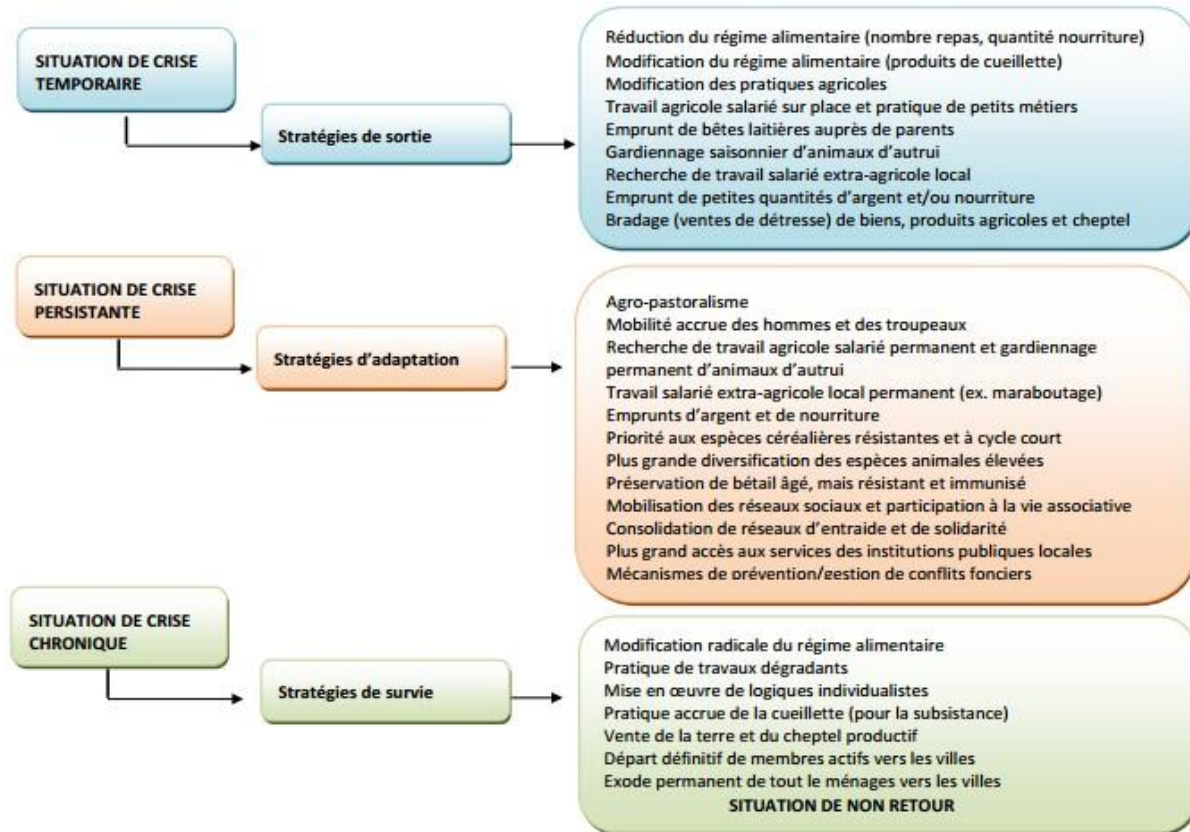 SITUATION DE CRISE
TEMPORAIRE
Stratégies de sortie
Réduction du régime alimentaire (nombre repas, quantité nourriture)
Modification du régime alimentaire (produits de cueillette)
Modification des pratiques agricoles
Travail agricole salarié sur place et pratique de petits métiers
Emprunt de bêtes laitières auprès de parents
Gardiennage saisonnier d'animaux d'autrui
Recherche de travail salarié extra-agricole local
Emprunt de petites quantités d'argent et/ou nourriture
Bradage (ventes de détresse) de biens, produits agricoles et cheptel
SITUATION DE CRISE
PERSISTANTE
Stratégies d'adaptation
Agro-pastoralisme
Mobilité accrue des hommes et des troupeaux
Recherche de travail agricole salarié permanent et gardiennage
permanent d'animaux d'autrui
Travail salarié extra-agricole local permanent (ex. maraboutage)
Emprunts d'argent et de nourriture
Priorité aux espèces céréalières résistantes et à cycle court
Plus grande diversification des espèces animales élevées
Préservation de bétail âgé, mais résistant et immunisé
Mobilisation des réseaux sociaux et participation à la vie associative
Consolidation de réseaux d'entraide et de solidarité
Plus grand accès aux services des institutions publiques locales
Mécanismes de prévention/gestion de conflits fonciers
SITUATION DE CRISE
CHRONIQUE
Stratégies de survie
Modification radicale du régime alimentaire
Pratique de travaux dégradants
Mise en œuvre de logiques individualistes
Pratique accrue de la cueillette (pour la subsistance)
Vente de la terre et du cheptel productif
Départ définitif de membres actifs vers les villes
Exode permanent de tout le ménages vers les villes
SITUATION DE NON RETOUR